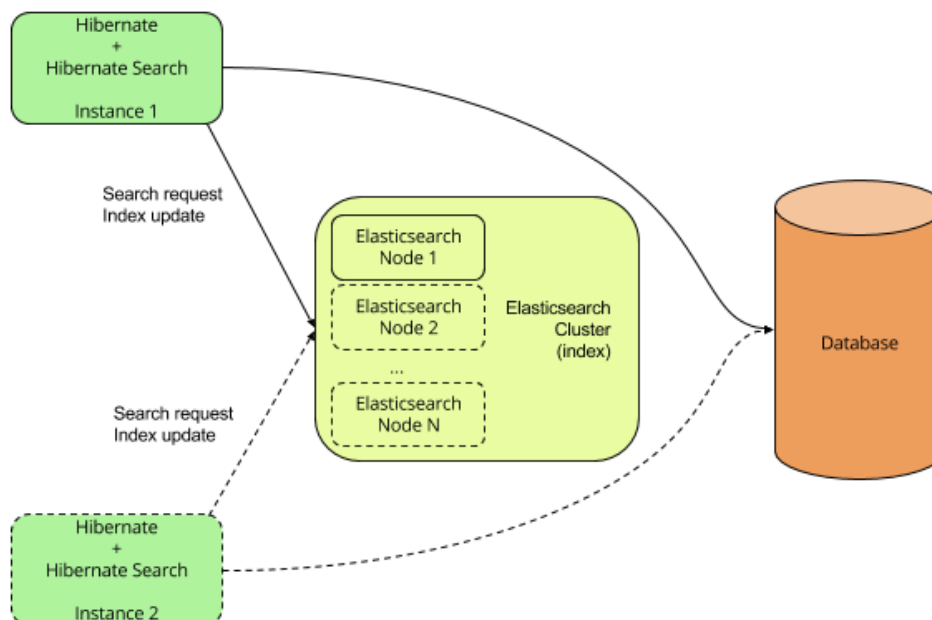 Hibernate
+
Hibernate Search
Instance 1
Search request
Index update
Elasticsearch
Node 1
Elasticsearch
Node 2
...
Elasticsearch
Node N
Elasticsearch
Cluster
(index)
Database
Search request
Index update
Hibernate
+
Hibernate Search
Instance 2